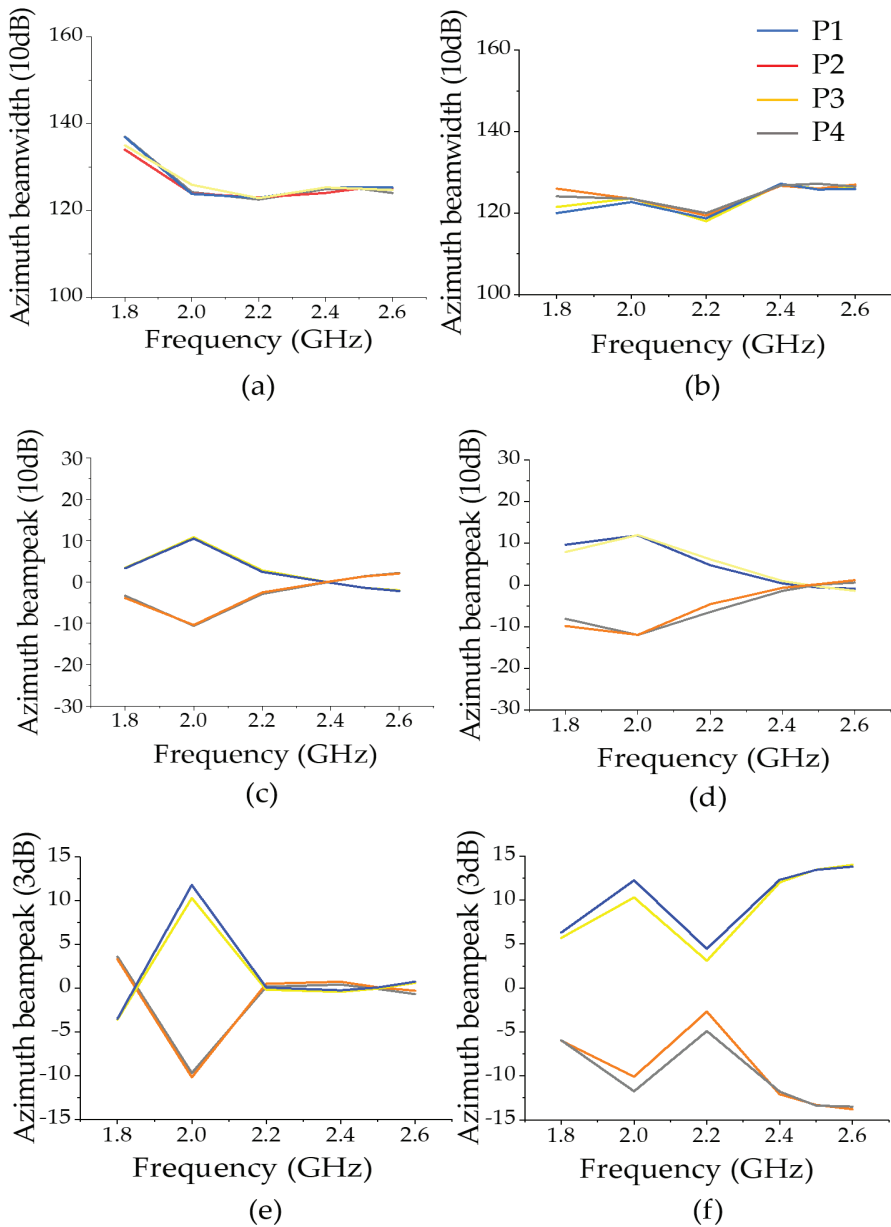 Azimuth beamwidth (10dB)
160
140
120
100
1.8 2.0 2.2 2.4 2.6
Frequency (GHz)
(a)
Azimuth beamwidth (10dB)
160
140
120
100
1.8 2.0 2.2 2.4 2.6
Frequency (GHz)
(b)
P1
P2
P3
P4
Azimuth beampeak (10dB)
30
20
10
0
-10
-20
-30
1.8 2.0 2.2 2.4 2.6
Frequency (GHz)
(c)
Azimuth beampeak (10dB)
30
20
10
0
-10
-20
-30
1.8 2.0 2.2 2.4 2.6
Frequency (GHz)
(d)
Azimuth beampeak (3dB)
15
10
5
0
-5
-10
-15
1.8 2.0 2.2 2.4 2.6
Frequency (GHz)
(e)
Azimuth beampeak (3dB)
15
10
5
0
-5
-10
-15
1.8 2.0 2.2 2.4 2.6
Frequency (GHz)
(f)